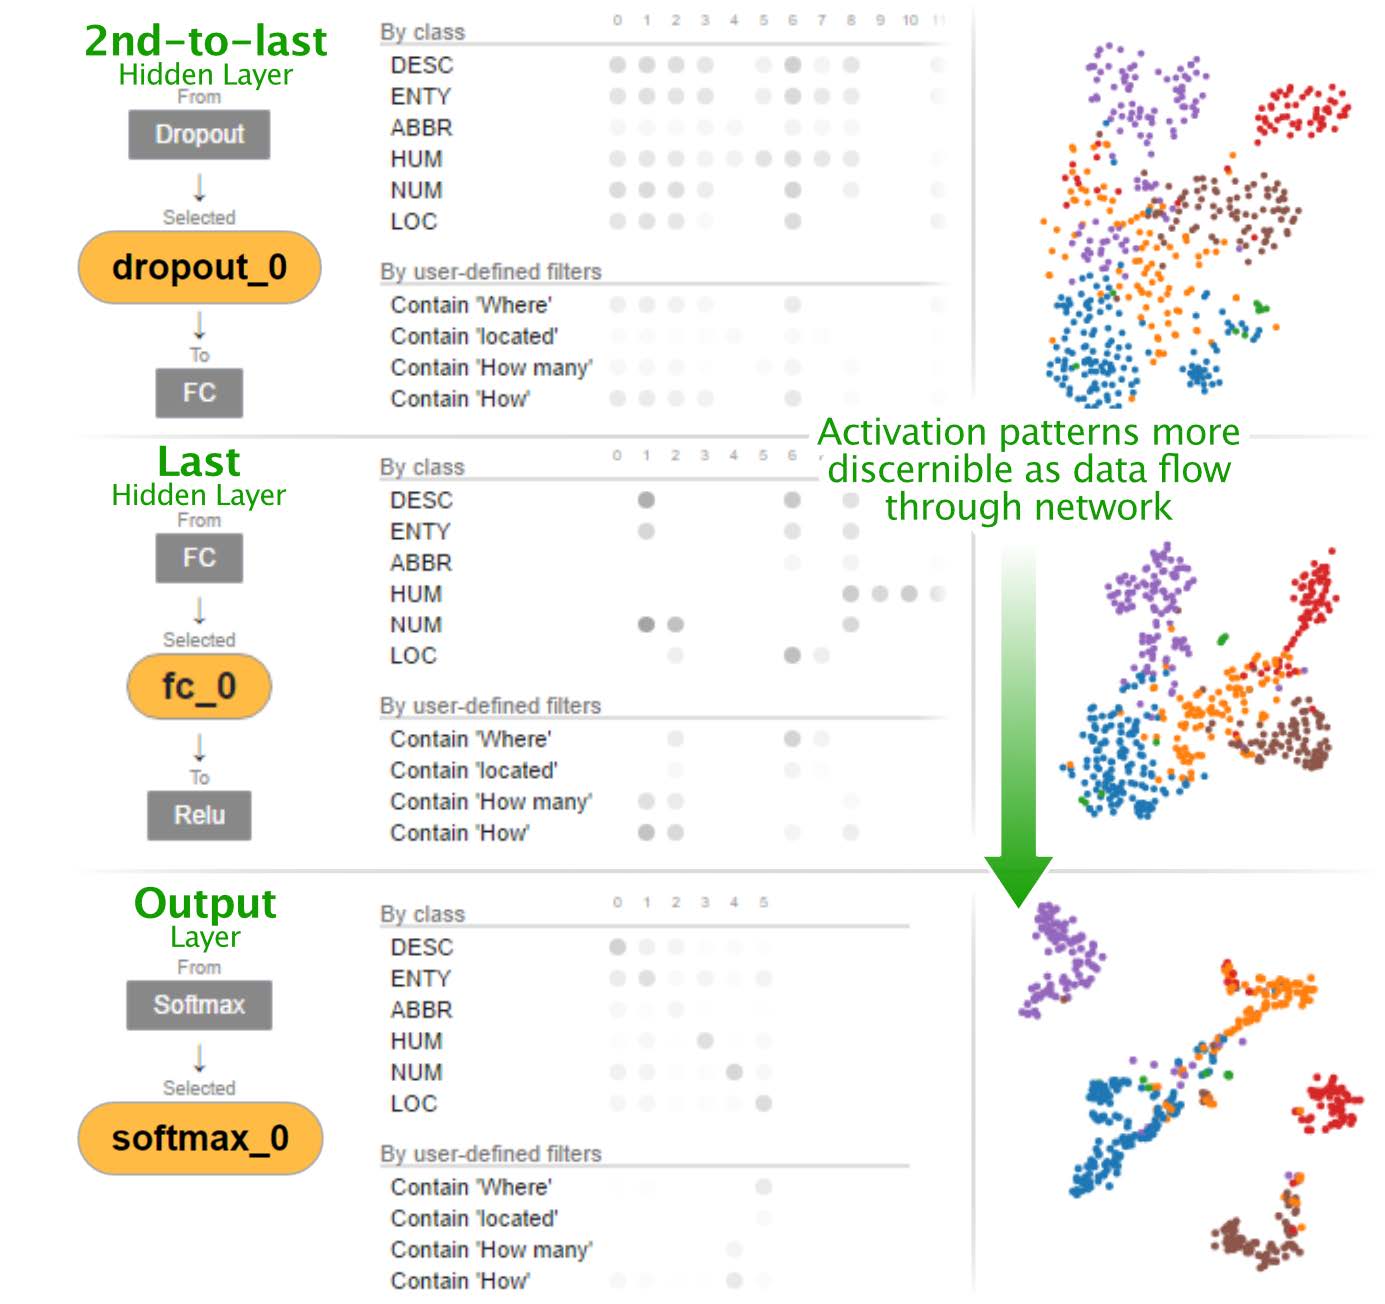 2nd-to-last
Hidden Layer
From
Dropout
Selected
dropout_0
To
FC
0 1 2 3 4 5 6 7 8 9 10 11
By class
DESC
ENTY
ABBR
HUM
NUM
LOC
By user-defined filters
Contain 'Where'
Contain 'located'
Contain 'How many'
Contain 'How'
Activation patterns more
discernible as data flow
through network
Last
Hidden Layer
From
FC
Selected
fc_0
To
Relu
0 1 2 3 4 5 6
By class
DESC
ENTY
ABBR
HUM
NUM
LOC
By user-defined filters
Contain 'Where'
Contain 'located'
Contain 'How many'
Contain 'How'
Output
Layer
From
Softmax
Selected
softmax_0
0 1 2 3 4 5
By class
DESC
ENTY
ABBR
HUM
NUM
LOC
By user-defined filters
Contain 'Where'
Contain 'located'
Contain 'How many'
Contain 'How'